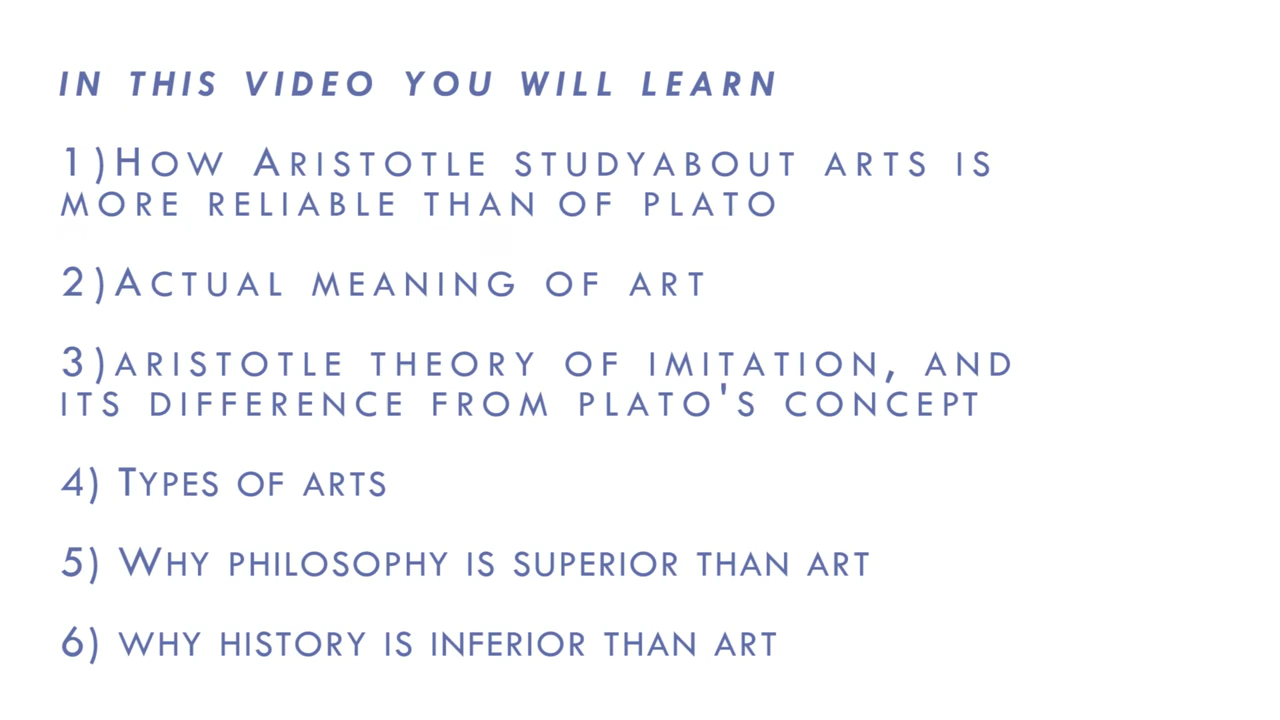 IN THIS VIDEO YOU WILL LEARN
1)HOW ARISTOTLE STUDYABOUT ARTS IS
MORE RELIABLE THAN OF PLATO
2)ACTUAL MEANING OF ART
3)ARISTOTLE THEORY OF IMITATION, AND
ITS DIFFERENCE FROM PLATO'S CONCEPT
4) TYPES OF ARTS
5) WHY PHILOSOPHY IS SUPERIOR THAN ART
6) WHY HISTORY IS INFERIOR THAN ART